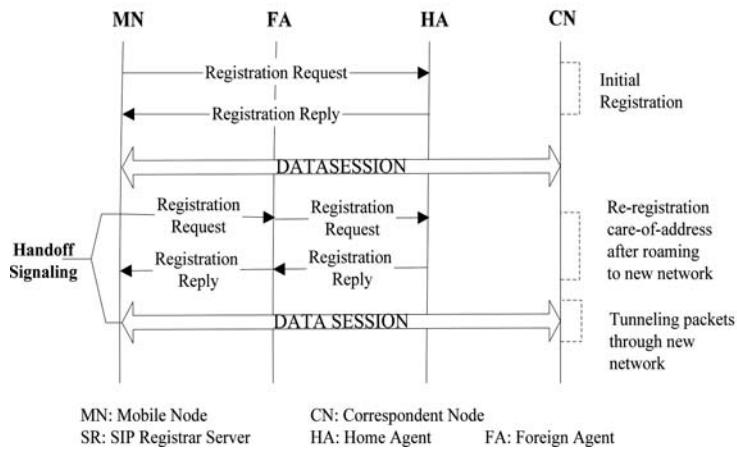 MN FA HA CN
Registration Request
Initial
Registration
Registration Reply
DATASESSION
Registration
Request
Registration
Request
Re-registration
care-of-address
after roaming
to new network
Handoff
Signaling
Registration
Reply
Registration
Reply
DATA SESSION
Tunneling packets
through new
network
MN: Mobile Node CN: Correspondent Node
SR: SIP Registrar Server HA: Home Agent FA: Foreign Agent